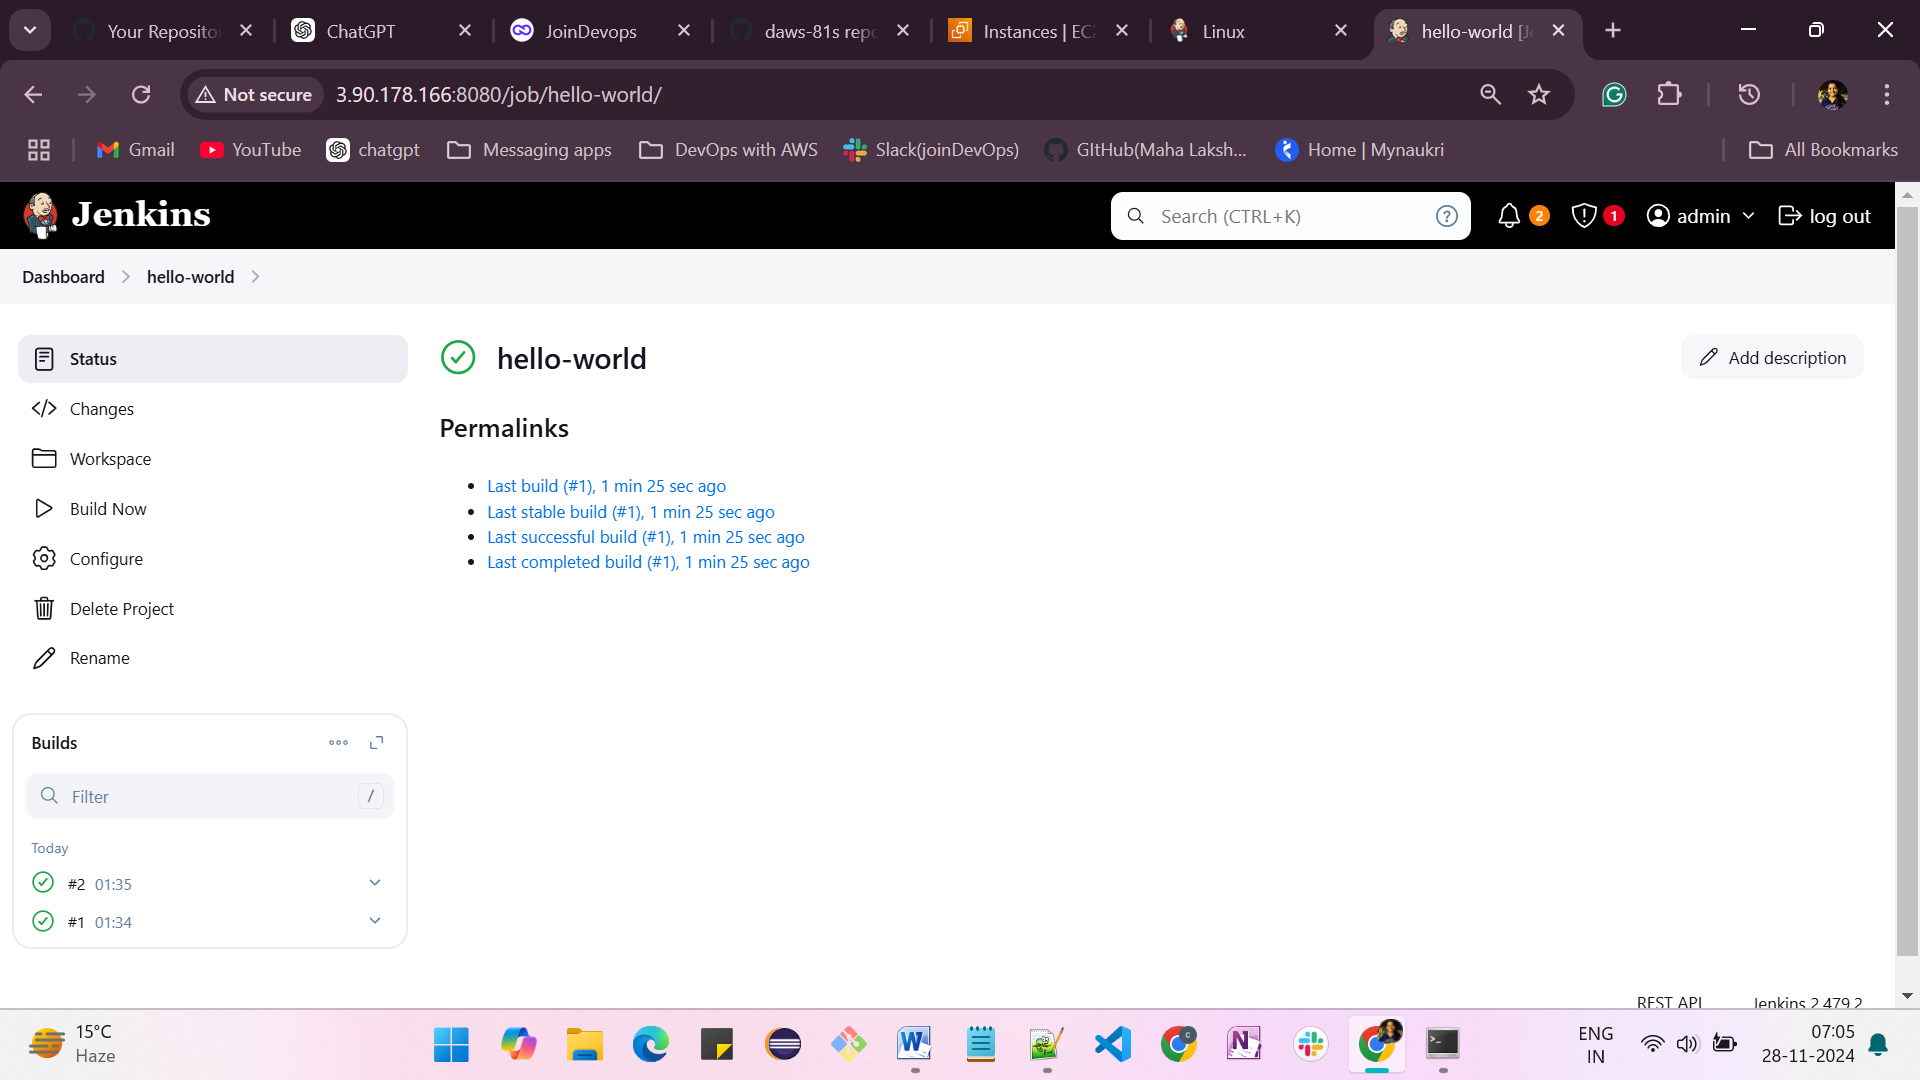 Your Reposito
ChatGPT
JoinDevops
daws-81s repo
Instances | EC2
Linux
hello-world [Je
Not secure
3.90.178.166:8080/job/hello-world/
Gmail
YouTube
chatgpt
Messaging apps
DevOps with AWS
Slack(joinDevOps)
GItHub(Maha Laksh...
Home | Mynaukri
All Bookmarks
Jenkins
Search (CTRL+K)
?
2
1
admin
log out
Dashboard
hello-world
Status
Changes
Workspace
Build Now
Configure
Delete Project
Rename
hello-world
Add description
Permalinks
Last build (#1), 1 min 25 sec ago
Last stable build (#1), 1 min 25 sec ago
Last successful build (#1), 1 min 25 sec ago
Last completed build (#1), 1 min 25 sec ago
Builds
Filter
/
Today
#2 01:35
#1 01:34
REST API
Jenkins 2.479.2
15°C
Haze
ENG
IN
07:05
28-11-2024